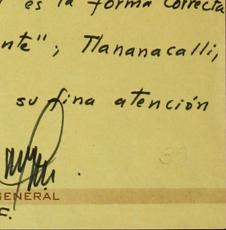 es la forma correcta
nte"; Tlananacalli,
su fina atención
GENERAL
F.